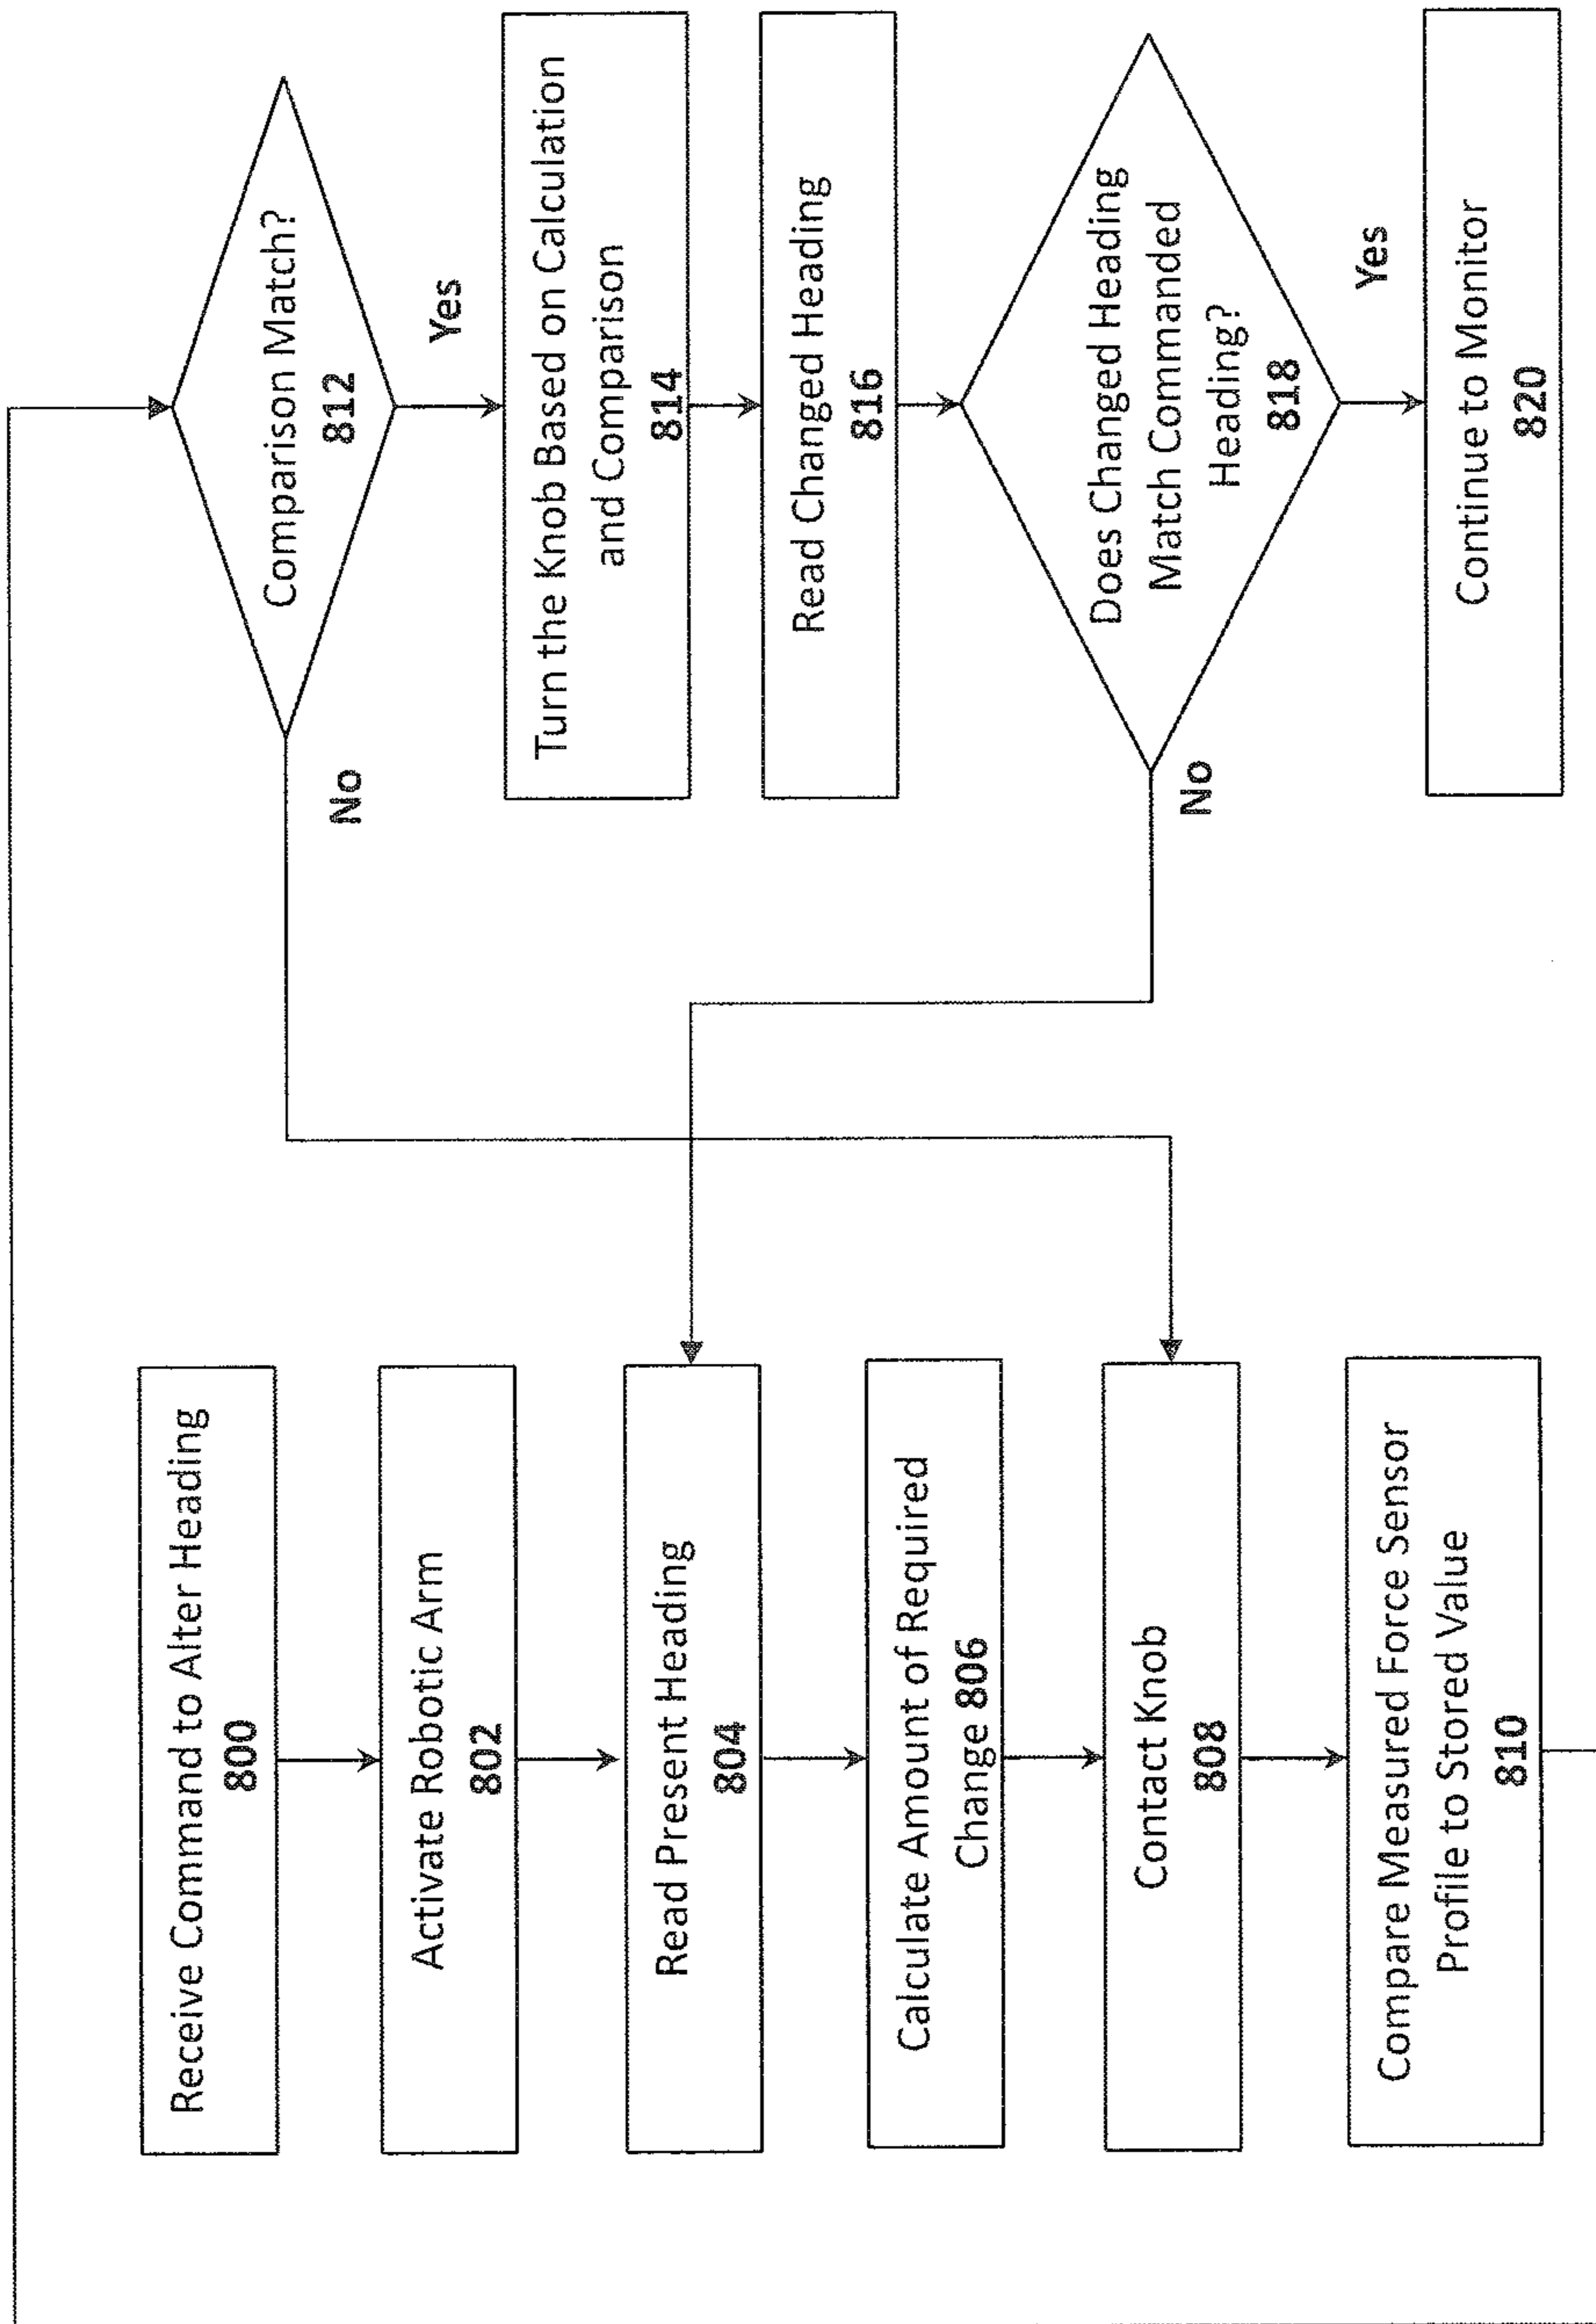 Receive Command to Alter Heading
800
Activate Robotic Arm
802
Read Present Heading
804
Calculate Amount of Required
Change 806
Contact Knob
808
Compare Measured Force Sensor
Profile to Stored Value
810
Comparison Match?
812
No
Yes
Turn the Knob Based on Calculation
and Comparison
814
Read Changed Heading
816
Does Changed Heading
Match Commanded
Heading?
818
No
Yes
Continue to Monitor
820